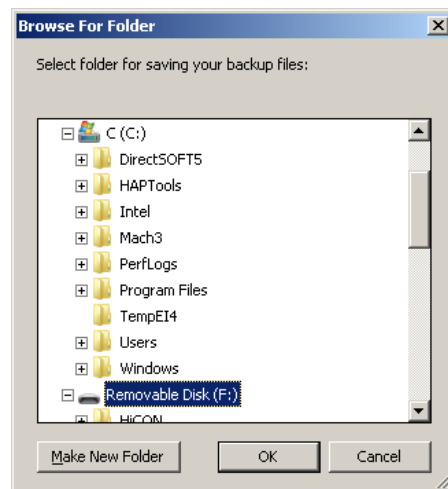 Browse For Folder
Select folder for saving your backup files:
C (C:)
DirectSOFT5
HAPTools
Intel
Mach3
PerfLogs
Program Files
TempEI4
Users
Windows
Removable Disk (F:)
HiCON
Make New Folder OK Cancel